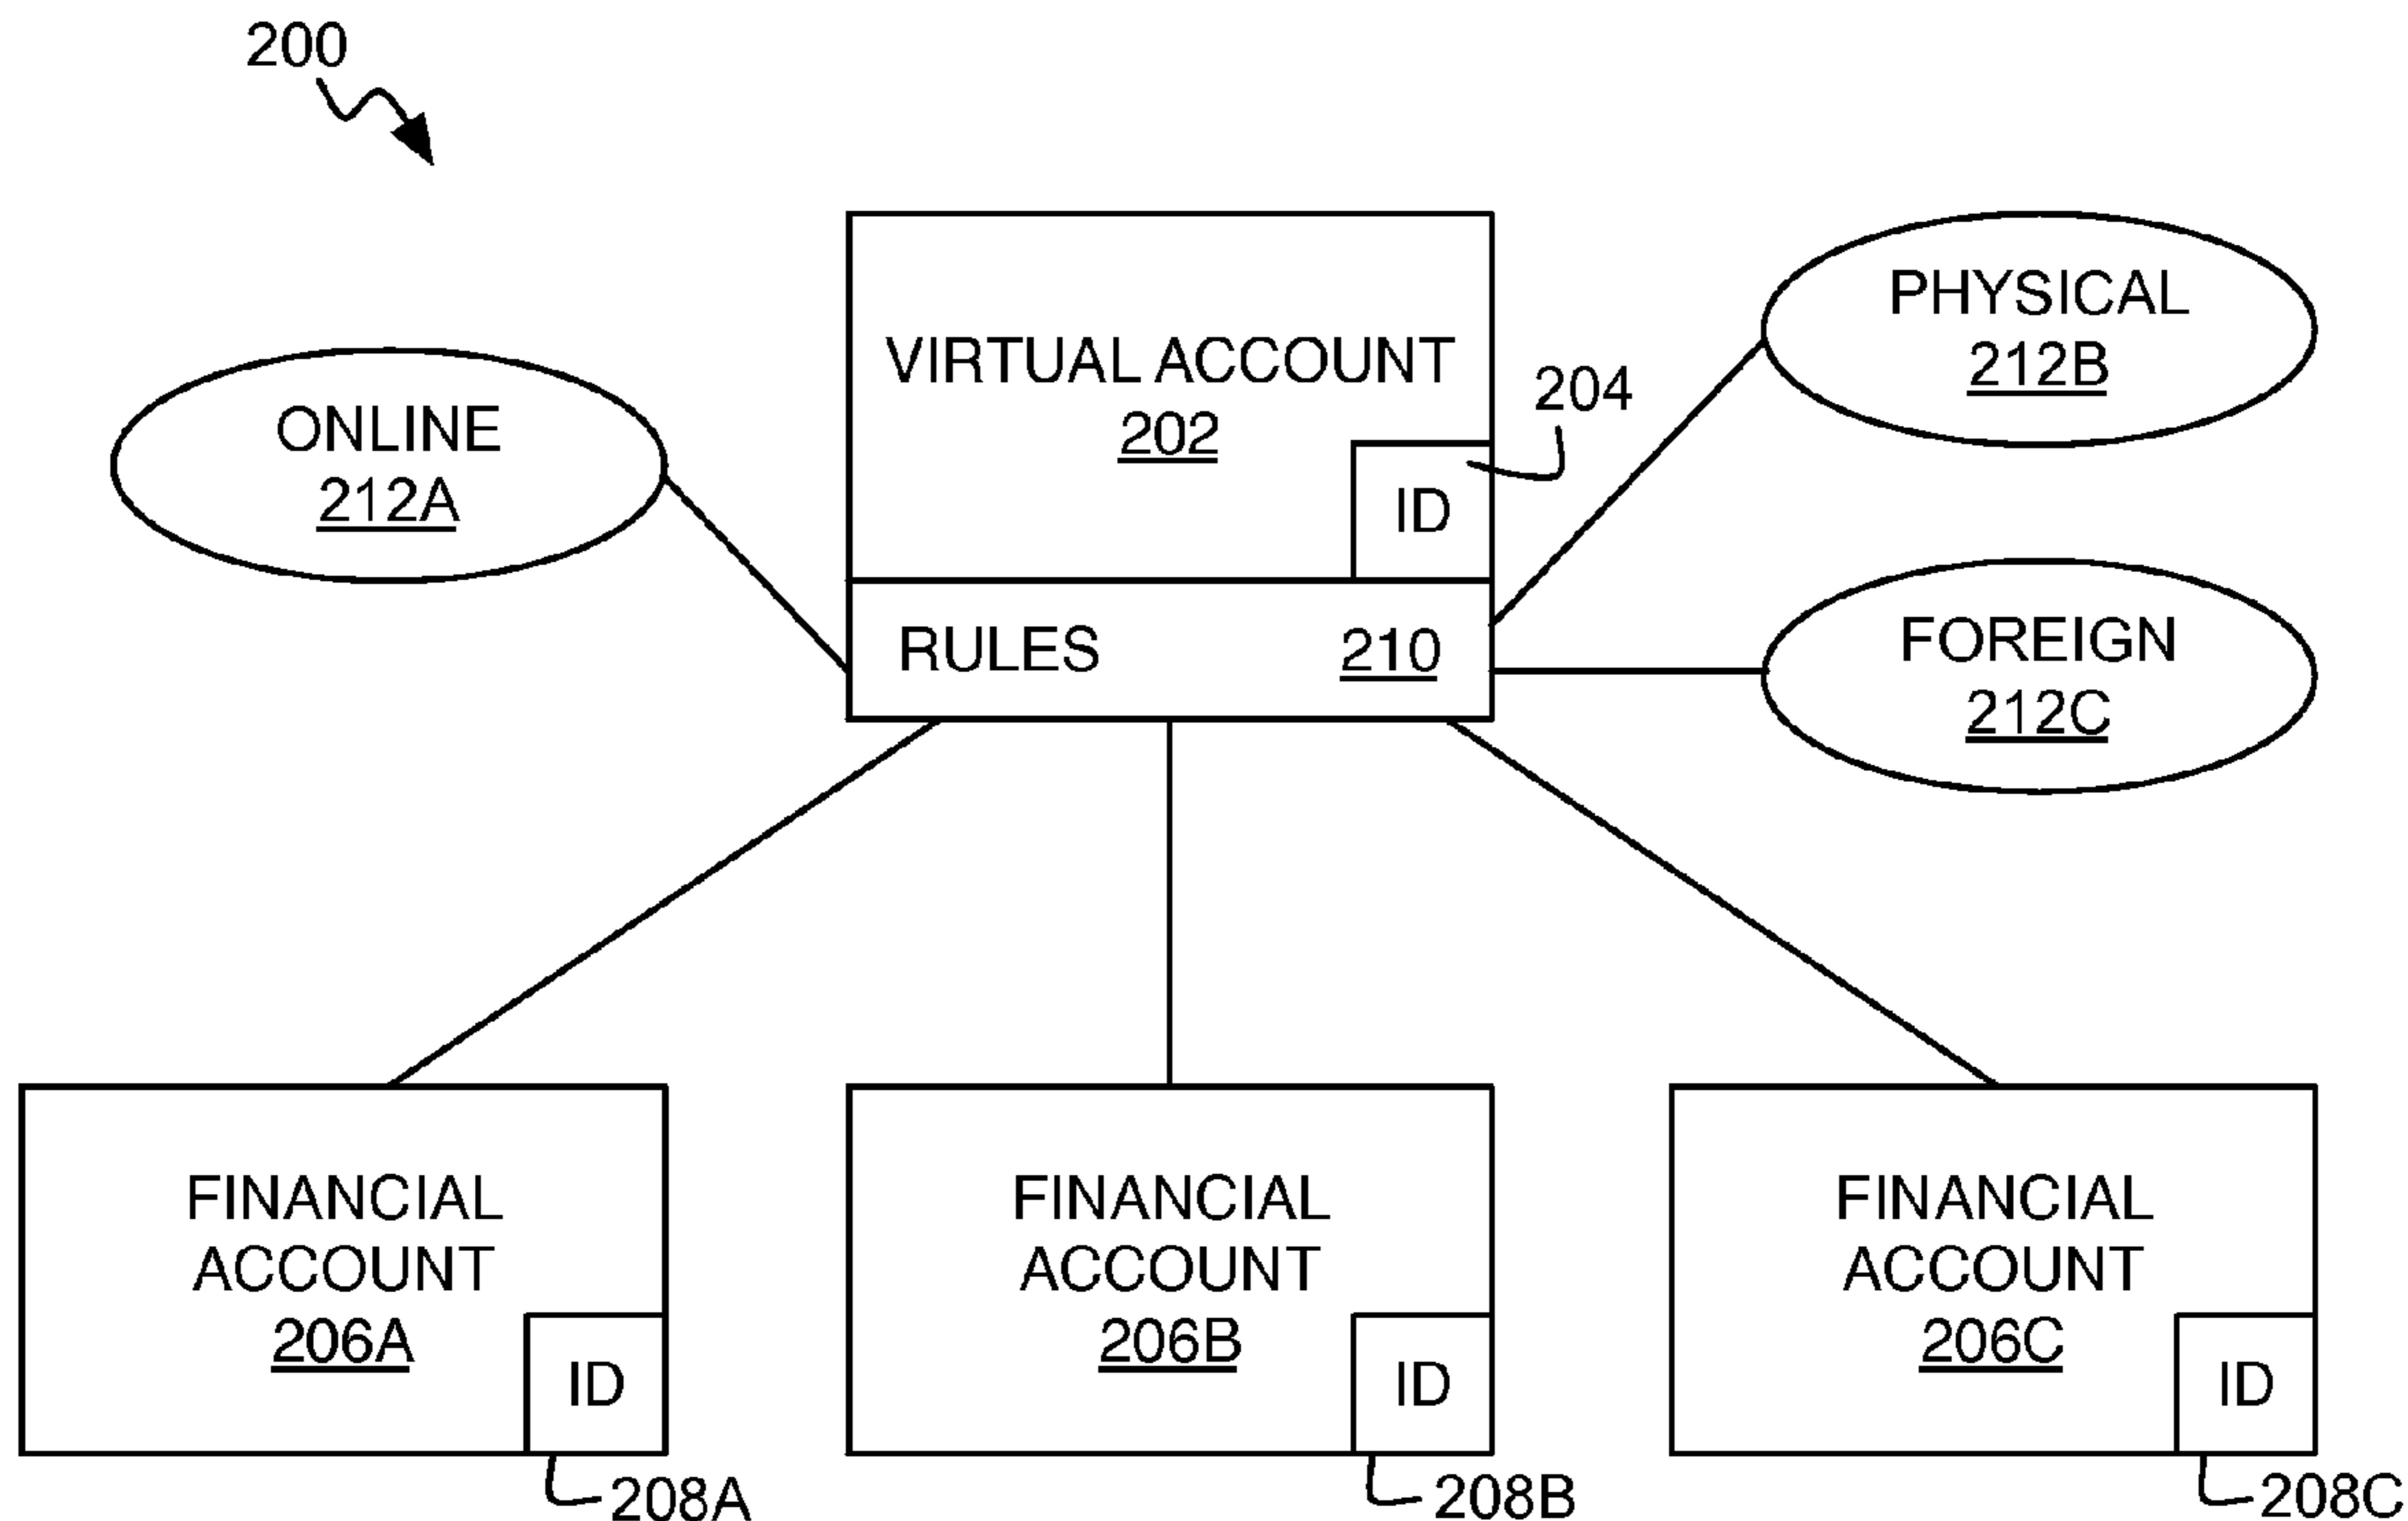 200
VIRTUAL ACCOUNT
202
204
ID
RULES 210
ONLINE
212A
PHYSICAL
212B
FOREIGN
212C
FINANCIAL
ACCOUNT
206A
ID
208A
FINANCIAL
ACCOUNT
206B
ID
208B
FINANCIAL
ACCOUNT
206C
ID
208C